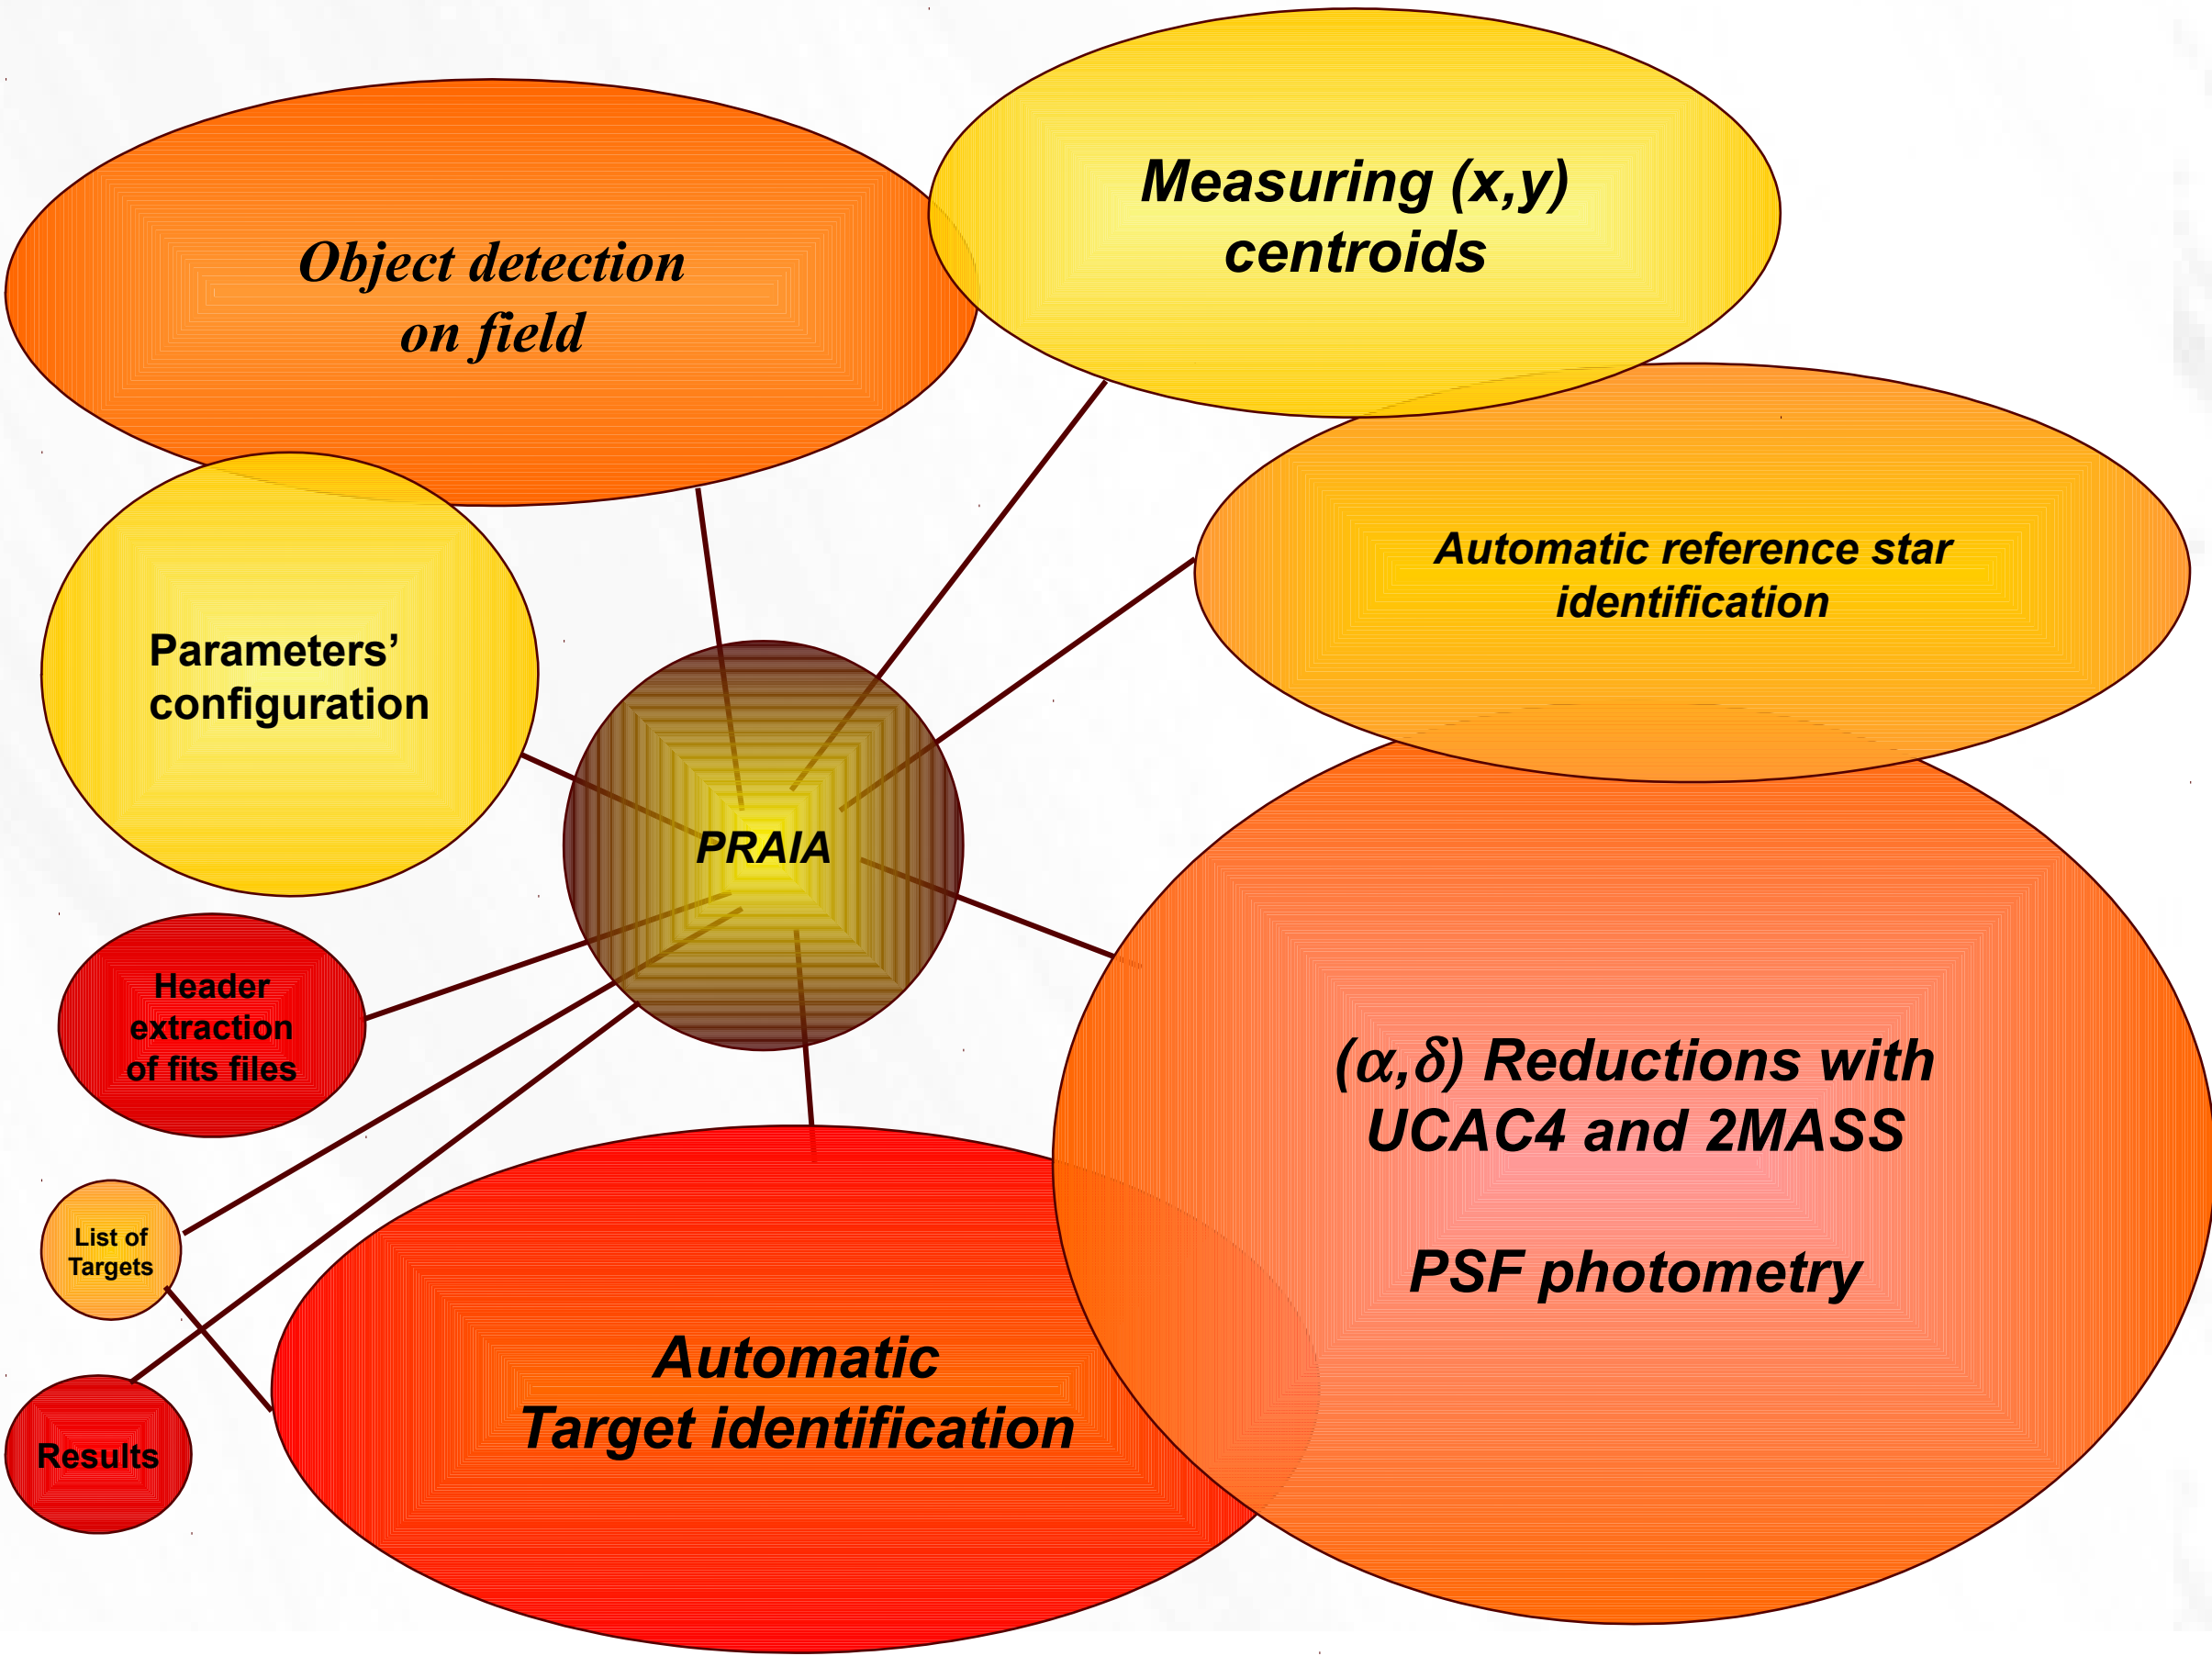 Measuring (x,y)
centroids
Object detection
on field
Automatic reference star
identification
Parameters’
configuration
PRAIA
Header
extraction
of fits files
(α,δ) Reductions with
UCAC4 and 2MASS
PSF photometry
List of
Targets
Automatic
Target identification
Results